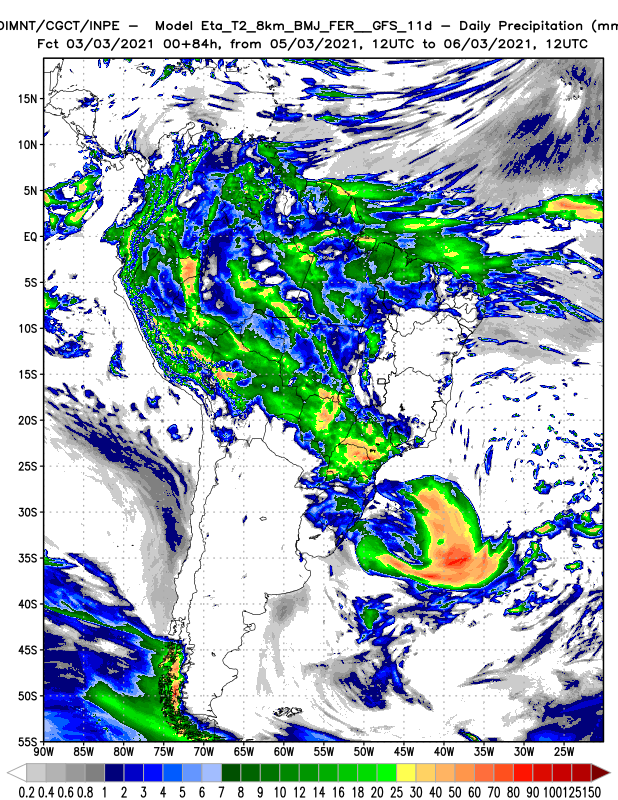 DIMNT/CGCT/INPE − Model Eta_T2_8km_BMJ_FER__GFS_11d − Daily Precipitation (mm
Fct 03/03/2021 00+84h, from 05/03/2021, 12UTC to 06/03/2021, 12UTC
15N
10N
5N
EQ
5S
10S
15S
20S
25S
30S
35S
40S
45S
50S
55S
90W 85W 80W 75W 70W 65W 60W 55W 50W 45W 40W 35W 30W 25W
0.2 0.4 0.6 0.8 1 2 3 4 5 6 7 8 9 10 12 14 16 18 20 25 30 40 50 60 70 80 90 100 125 150